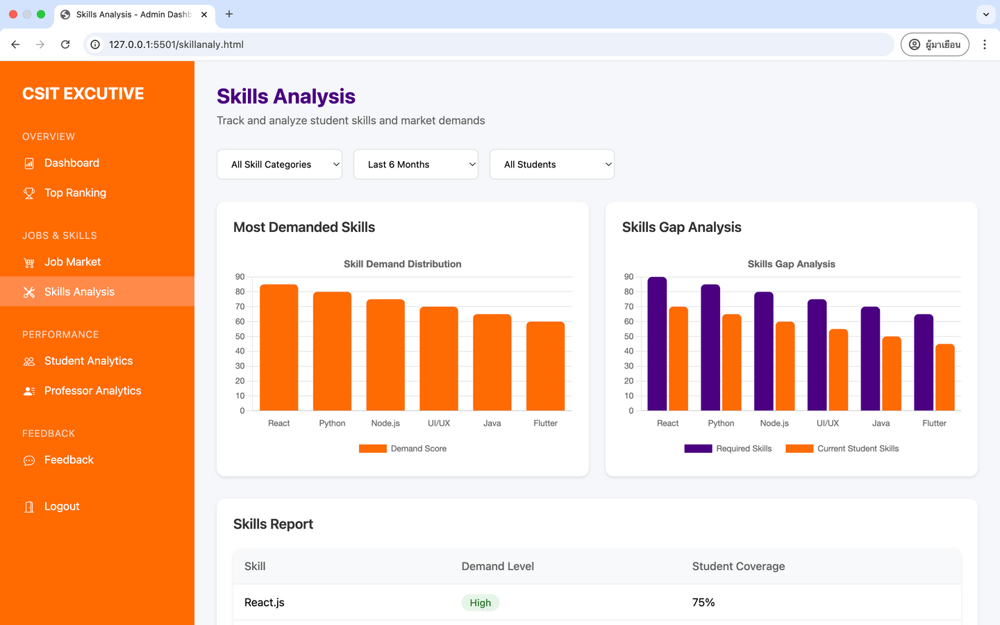 Skills Analysis - Admin Dashb
127.0.0.1:5501/skillanaly.html
ผู้มาเยือน
CSIT EXCUTIVE
OVERVIEW
Dashboard
Top Ranking
JOBS & SKILLS
Job Market
Skills Analysis
PERFORMANCE
Student Analytics
Professor Analytics
FEEDBACK
Feedback
Logout
Skills Analysis
Track and analyze student skills and market demands
All Skill Categories
Last 6 Months
All Students
Most Demanded Skills
Skill Demand Distribution
90
80
70
60
50
40
30
20
10
0
React Python Node.js UI/UX Java Flutter
Demand Score
Skills Gap Analysis
Skills Gap Analysis
90
80
70
60
50
40
30
20
10
0
React Python Node.js UI/UX Java Flutter
Required Skills Current Student Skills
Skills Report
Skill Demand Level Student Coverage
React.js High 75%